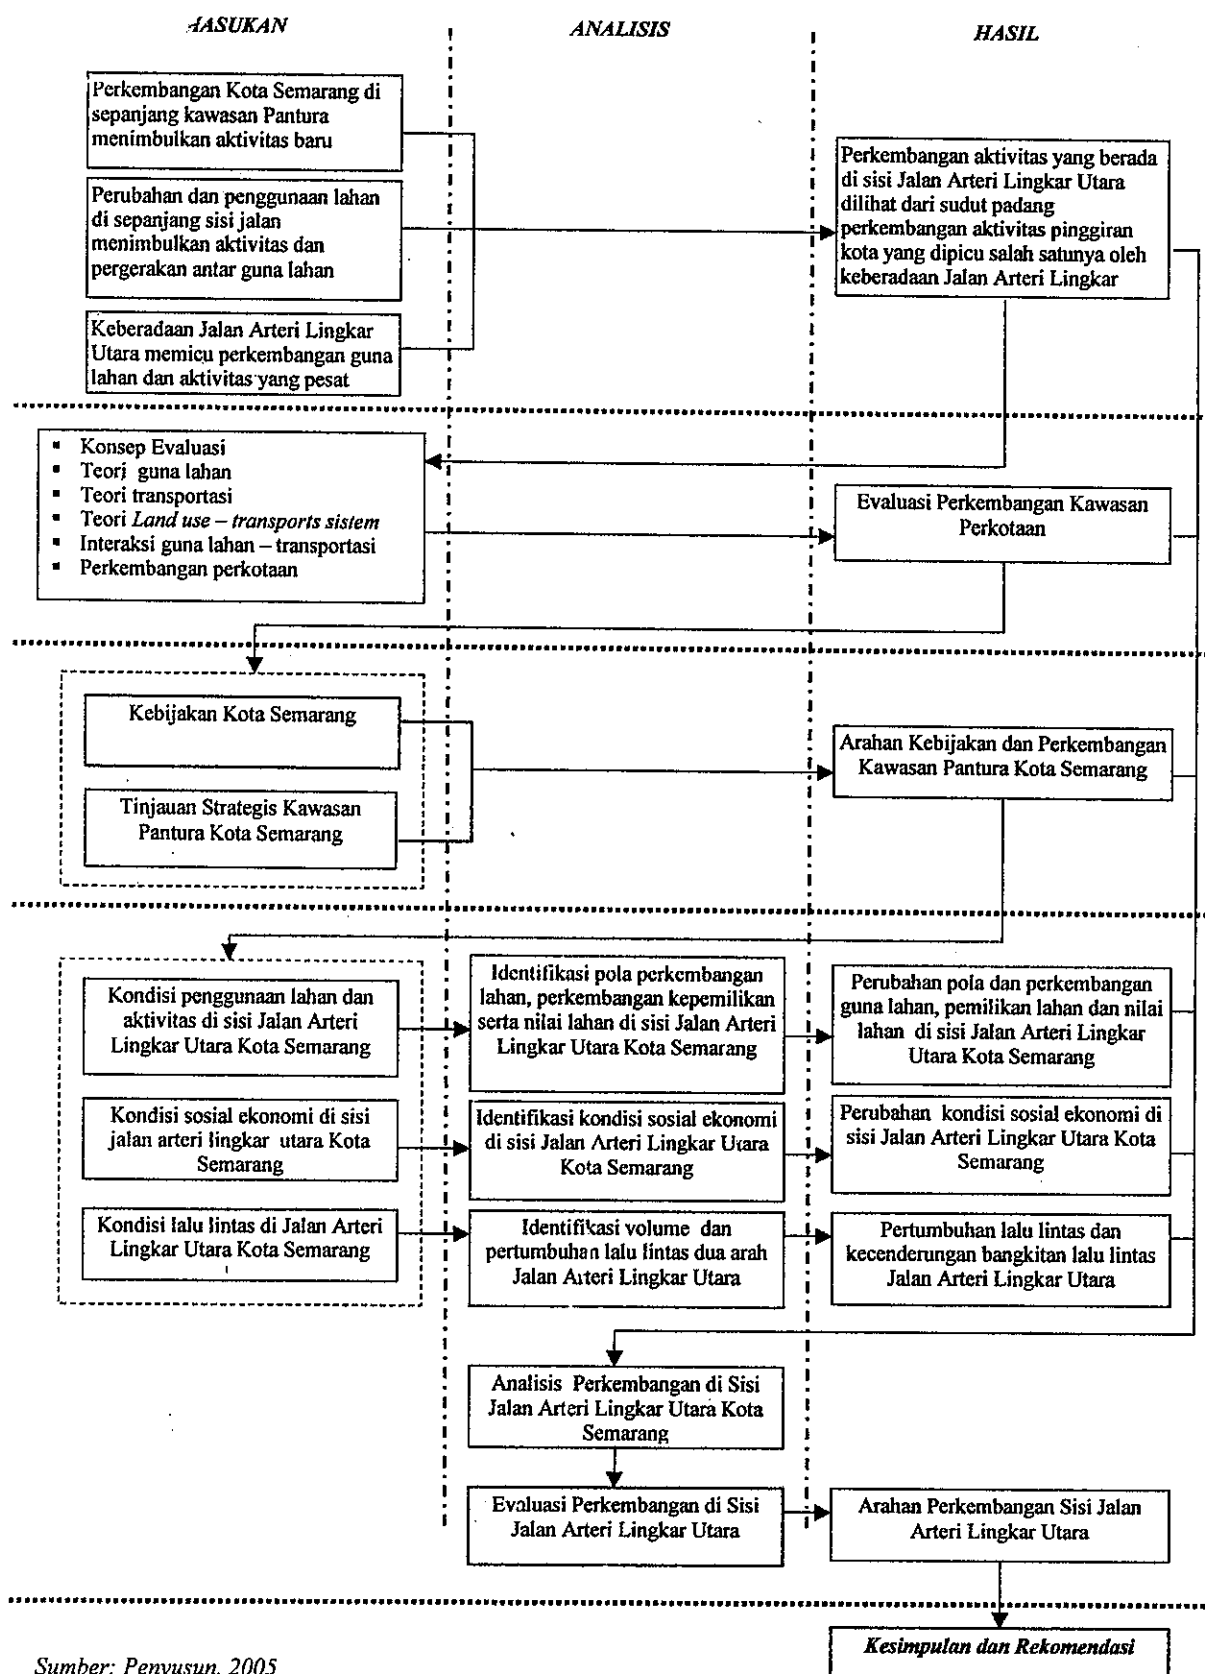 MASUKAN
ANALISIS
HASIL
Perkembangan Kota Semarang di
sepanjang kawasan Pantura
menimbulkan aktivitas baru
Perubahan dan penggunaan lahan
di sepanjang sisi jalan
menimbulkan aktivitas dan
pergerakan antar guna lahan
Keberadaan Jalan Arteri Lingkar
Utara memicu perkembangan guna
lahan dan aktivitas yang pesat
Perkembangan aktivitas yang berada
di sisi Jalan Arteri Lingkar Utara
dilihat dari sudut padang
perkembangan aktivitas pinggiran
kota yang dipicu salah satunya oleh
keberadaan Jalan Arteri Lingkar
▪ Konsep Evaluasi
▪ Teori guna lahan
▪ Teori transportasi
▪ Teori Land use – transports sistem
▪ Interaksi guna lahan – transportasi
▪ Perkembangan perkotaan
Evaluasi Perkembangan Kawasan
Perkotaan
Kebijakan Kota Semarang
Tinjauan Strategis Kawasan
Pantura Kota Semarang
Arahan Kebijakan dan Perkembangan
Kawasan Pantura Kota Semarang
Kondisi penggunaan lahan dan
aktivitas di sisi Jalan Arteri
Lingkar Utara Kota Semarang
Identifikasi pola perkembangan
lahan, perkembangan kepemilikan
serta nilai lahan di sisi Jalan Arteri
Lingkar Utara Kota Semarang
Perubahan pola dan perkembangan
guna lahan, pemilikan lahan dan nilai
lahan di sisi Jalan Arteri Lingkar
Utara Kota Semarang
Kondisi sosial ekonomi di sisi
jalan arteri lingkar utara Kota
Semarang
Identifikasi kondisi sosial ekonomi
di sisi Jalan Arteri Lingkar Utara
Kota Semarang
Perubahan kondisi sosial ekonomi di
sisi Jalan Arteri Lingkar Utara Kota
Semarang
Kondisi lalu lintas di Jalan Arteri
Lingkar Utara Kota Semarang
Identifikasi volume dan
pertumbuhan lalu lintas dua arah
Jalan Arteri Lingkar Utara
Pertumbuhan lalu lintas dan
kecenderungan bangkitan lalu lintas
Jalan Arteri Lingkar Utara
Analisis Perkembangan di Sisi
Jalan Arteri Lingkar Utara Kota
Semarang
Evaluasi Perkembangan di Sisi
Jalan Arteri Lingkar Utara
Arahan Perkembangan Sisi Jalan
Arteri Lingkar Utara
Kesimpulan dan Rekomendasi
Sumber: Penyusun, 2005